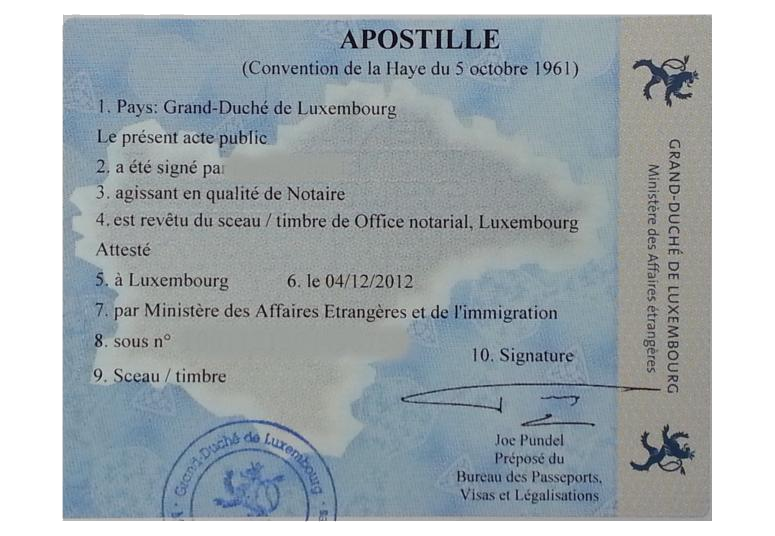 APOSTILLE
(Convention de la Haye du 5 octobre 1961)
1. Pays: Grand-Duché de Luxembourg
Le présent acte public
2. a été signé par
3. agissant en qualité de Notaire
4. est revêtu du sceau / timbre de Office notarial, Luxembourg
Attesté
5. à Luxembourg 6. le 04/12/2012
7. par Ministère des Affaires Etrangères et de l'immigration
8. sous n°
9. Sceau / timbre
10. Signature
Joe Pundel
Préposé du
Bureau des Passeports,
Visas et Légalisations
Grand-Duché de Luxembourg
GRAND-DUCHÉ DE LUXEMBOURG
Ministère des Affaires étrangères